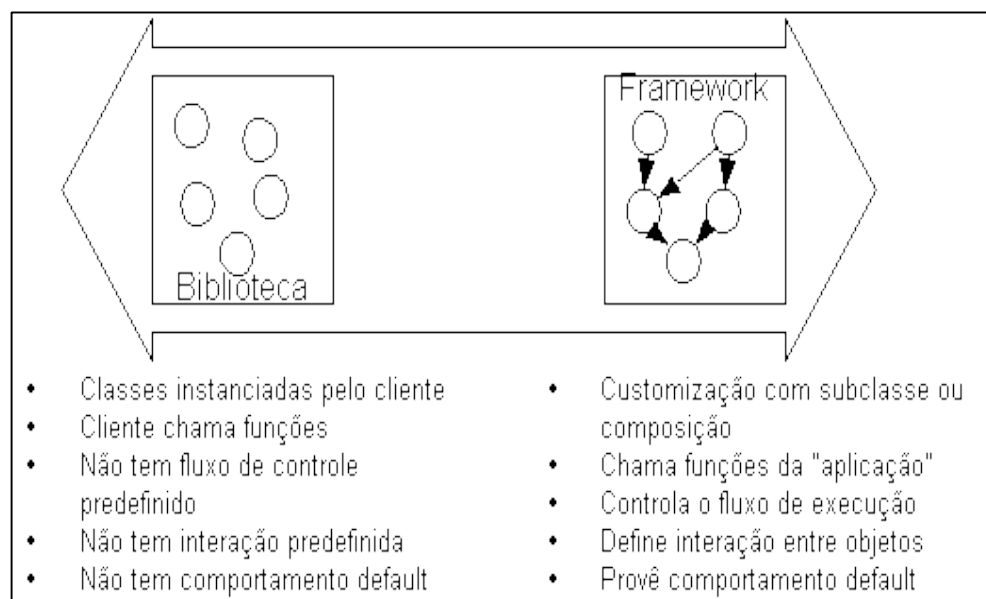 Framework
Biblioteca
• Classes instanciadas pelo cliente
• Cliente chama funções
• Não tem fluxo de controle
predefinido
• Não tem interação predefinida
• Não tem comportamento default
• Customização com subclasse ou
composição
• Chama funções da "aplicação"
• Controla o fluxo de execução
• Define interação entre objetos
• Provê comportamento default